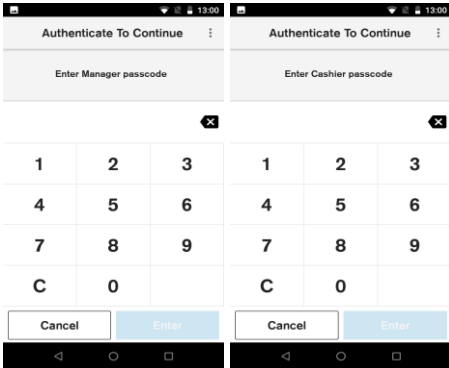 13:00
Authenticate To Continue
Enter Manager passcode
1 2 3
4 5 6
7 8 9
C 0
Cancel Enter
13:00
Authenticate To Continue
Enter Cashier passcode
1 2 3
4 5 6
7 8 9
C 0
Cancel Enter